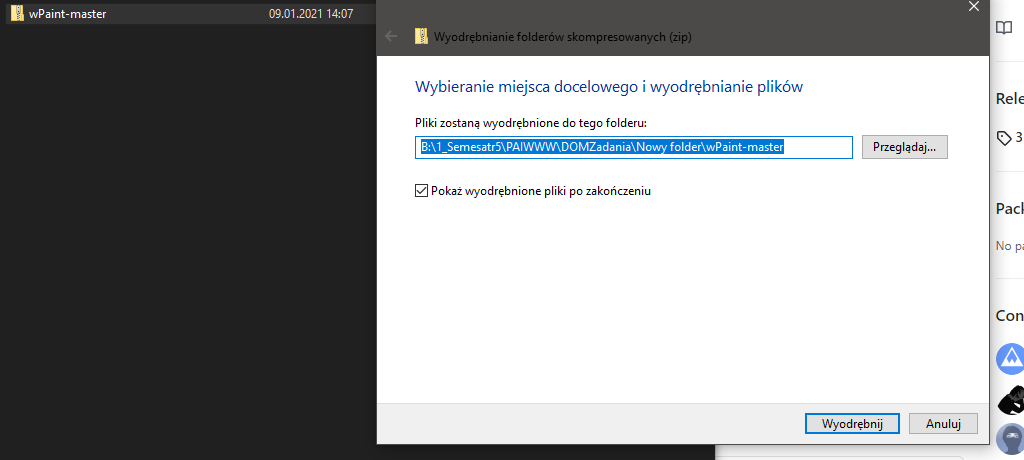 wPaint-master 09.01.2021 14:07
Wyodrębnianie folderów skompresowanych (zip)
Wybieranie miejsca docelowego i wyodrębnianie plików
Pliki zostaną wyodrębnione do tego folderu:
B:\1_Semesatr5\PAIWWW\DOMZadania\Nowy folder\wPaint-master
Przeglądaj...
Pokaż wyodrębnione pliki po zakończeniu
Wyodrębnij
Anuluj
Rele
3
Pack
No pa
Con